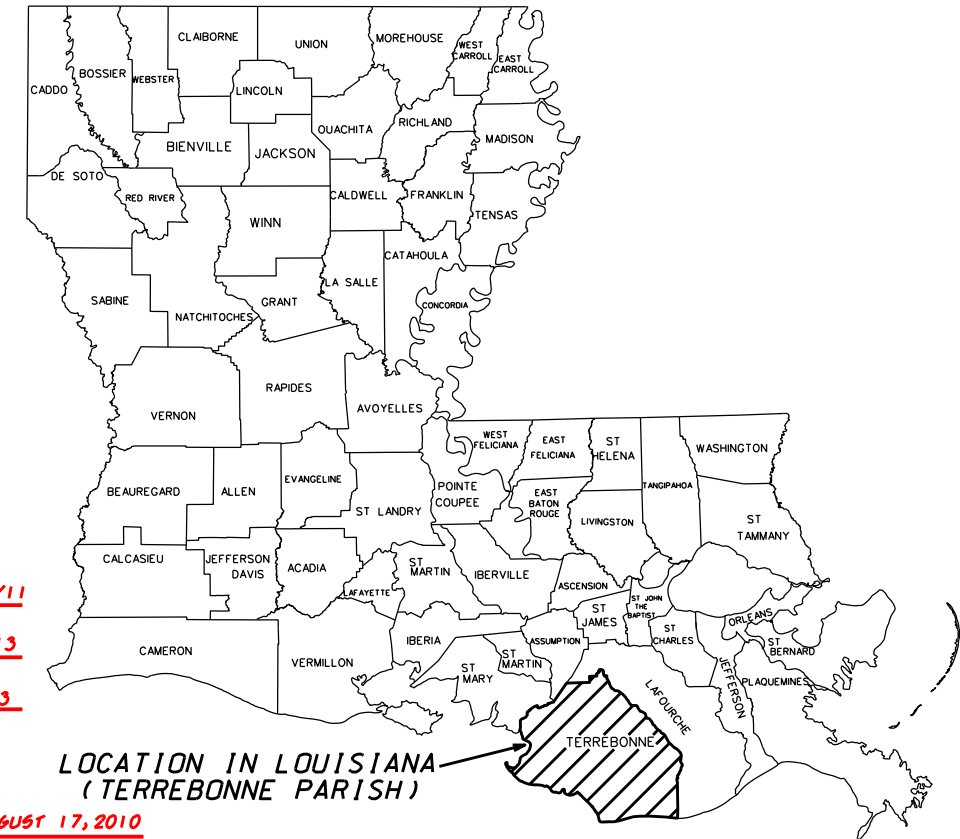 CLAIBORNE
UNION
MOREHOUSE
WEST
CARROLL
EAST
CARROLL
CADDO
BOSSIER
WEBSTER
LINCOLN
OUACHITA
RICHLAND
MADISON
BIENVILLE
JACKSON
DE SOTO
RED RIVER
CALDWELL
FRANKLIN
TENSAS
WINN
CATAHOULA
LA SALLE
SABINE
NATCHITOCHES
GRANT
CONCORDIA
VERNON
RAPIDES
AVOYELLES
WEST
FELICIANA
EAST
FELICIANA
ST
HELENA
WASHINGTON
TANGIPAHOA
BEAUREGARD
ALLEN
EVANGELINE
ST LANDRY
POINTE
COUPEE
EAST
BATON
ROUGE
LIVINGSTON
ST
TAMMANY
CALCASIEU
JEFFERSON
DAVIS
ACADIA
LAFAYETTE
ST
MARTIN
IBERVILLE
ASCENSION
ST
JAMES
ST JOHN
THE
BAPTIST
ST
CHARLES
ORLEANS
ST
BERNARD
/11
3
3
CAMERON
VERMILLON
IBERIA
ST
MARY
ST
MARTIN
ASSUMPTION
LAFOURCHE
JEFFERSON
PLAQUEMINES
TERREBONNE
LOCATION IN LOUISIANA
(TERREBONNE PARISH)
GUST 17, 2010